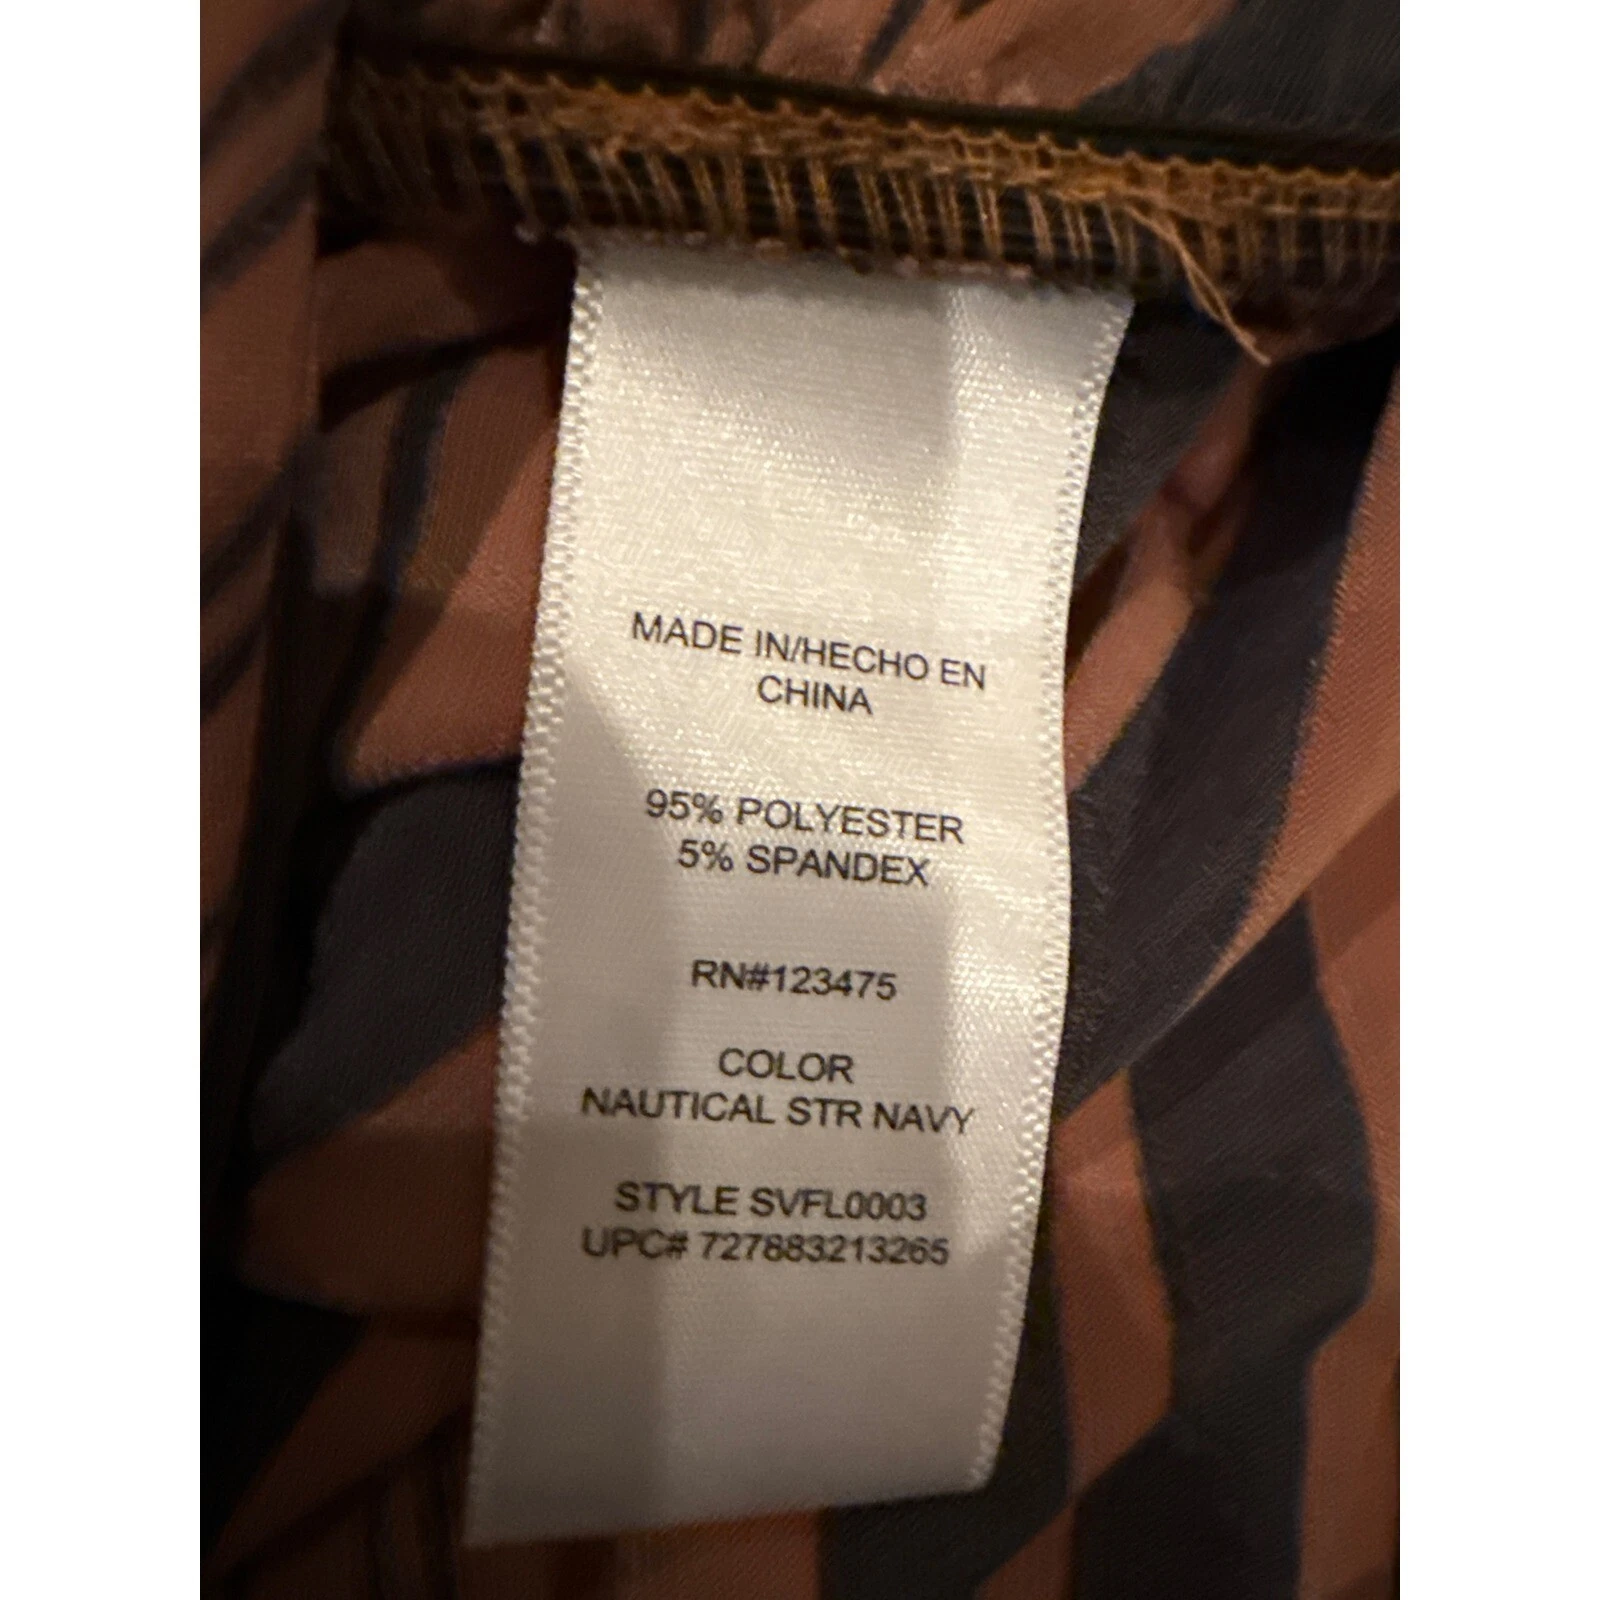 MADE IN/HECHO EN
CHINA
95% POLYESTER
5% SPANDEX
RN#123475
COLOR
NAUTICAL STR NAVY
STYLE SVFL0003
UPC# 727883213265